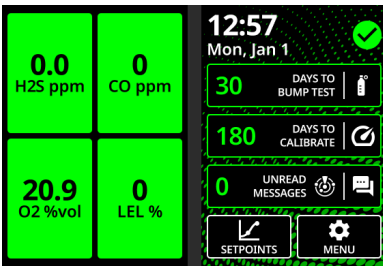 0.0
H2S ppm
0
CO ppm
20.9
O2 %vol
0
LEL %
12:57
Mon, Jan 1
30
DAYS TO
BUMP TEST
180
DAYS TO
CALIBRATE
0
UNREAD
MESSAGES
SETPOINTS
MENU